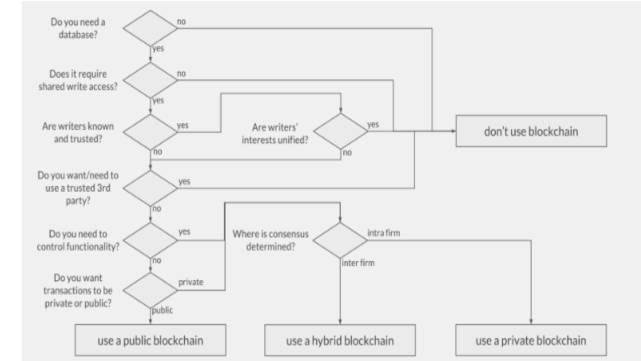 Do you need a
database?
no
yes
Does it require
shared write access?
no
yes
Are writers known
and trusted?
yes
no
Are writers'
interests unified?
yes
no
don't use blockchain
Do you want/need to
use a trusted 3rd
party?
yes
no
Do you need to
control functionality?
yes
no
Where is consensus
determined?
intra firm
inter firm
Do you want
transactions to be
private or public?
private
public
use a public blockchain
use a hybrid blockchain
use a private blockchain